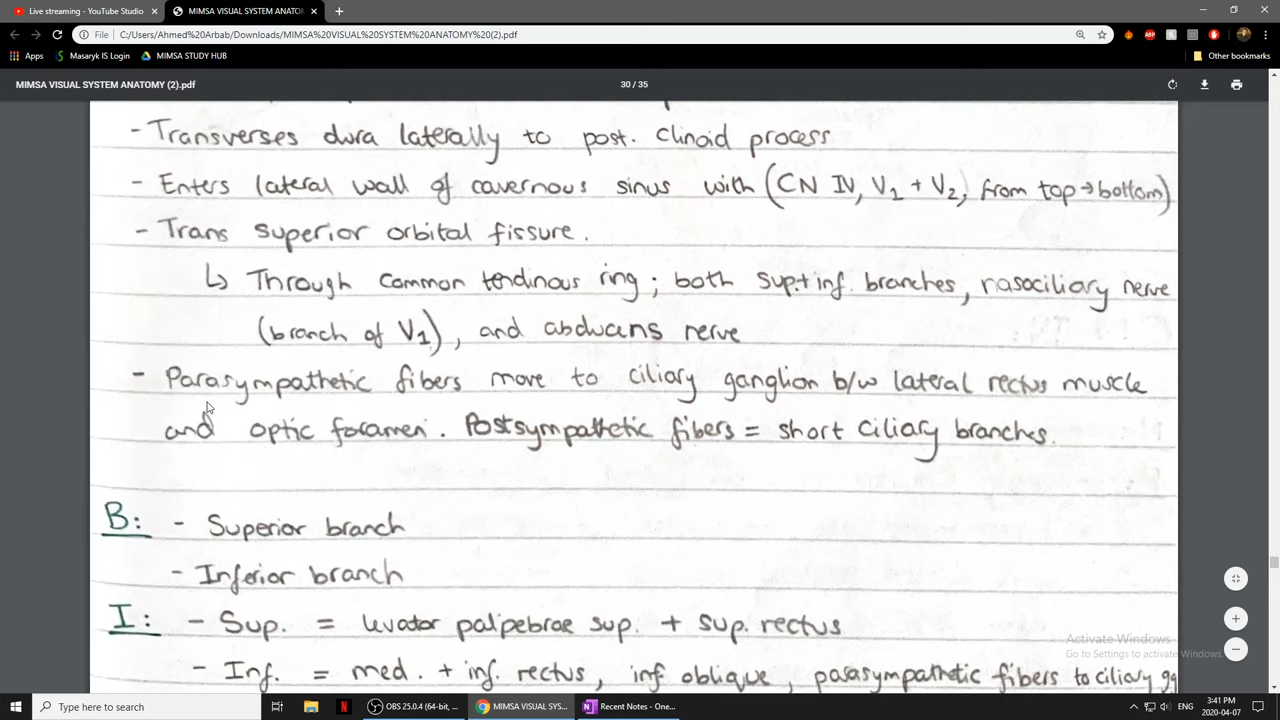 Live streaming - YouTube Studio
MIMSA VISUAL SYSTEM ANATOM
File
C:/Users/Ahmed%20Arbab/Downloads/MIMSA%20VISUAL%20SYSTEM%20ANATOMY%20(2).pdf
Apps
Masaryk IS Login
MIMSA STUDY HUB
Other bookmarks
MIMSA VISUAL SYSTEM ANATOMY (2).pdf
30 / 35
- Transverses dura laterally to post. clinoid process
- Enters lateral wall of cavernous sinus with (CN IV, V1 + V2, from top → bottom)
- Trans superior orbital fissure.
↳ Through common tendinous ring ; both sup.+ inf. branches, nasociliary nerve
(branch of V1), and abducens nerve
- Parasympathetic fibers move to ciliary ganglion b/w lateral rectus muscle
and optic foramen. Postsympathetic fibers = short ciliary branches.
B: - Superior branch
- Inferior branch
I: - Sup. = levator palpebrae sup. + sup. rectus
- Inf. = med. + inf. rectus, inf oblique, parasympathetic fibers to ciliary gg
Activate Windows
Go to Settings to activate Windows.
Type here to search
OBS 25.0.4 (64-bit, ...
MIMSA VISUAL SYS...
Recent Notes - One...
3:41 PM
2020-04-07